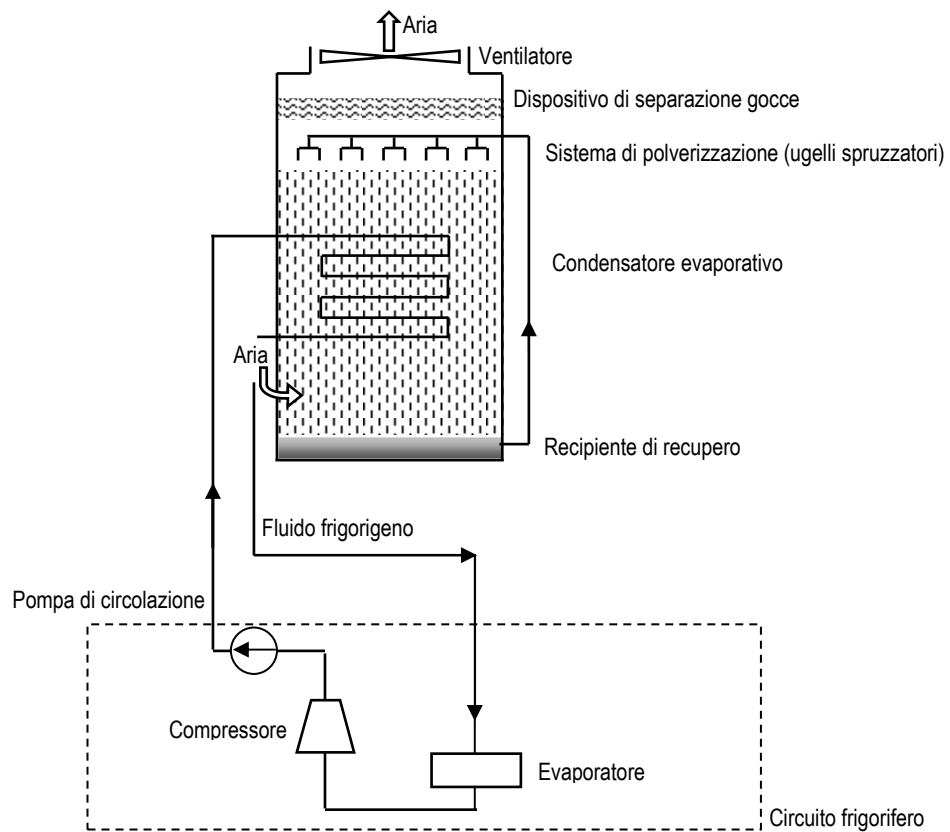 Aria
Ventilatore
Dispositivo di separazione gocce
Sistema di polverizzazione (ugelli spruzzatori)
Condensatore evaporativo
Aria
Recipiente di recupero
Fluido frigorigeno
Pompa di circolazione
Compressore
Evaporatore
Circuito frigorifero